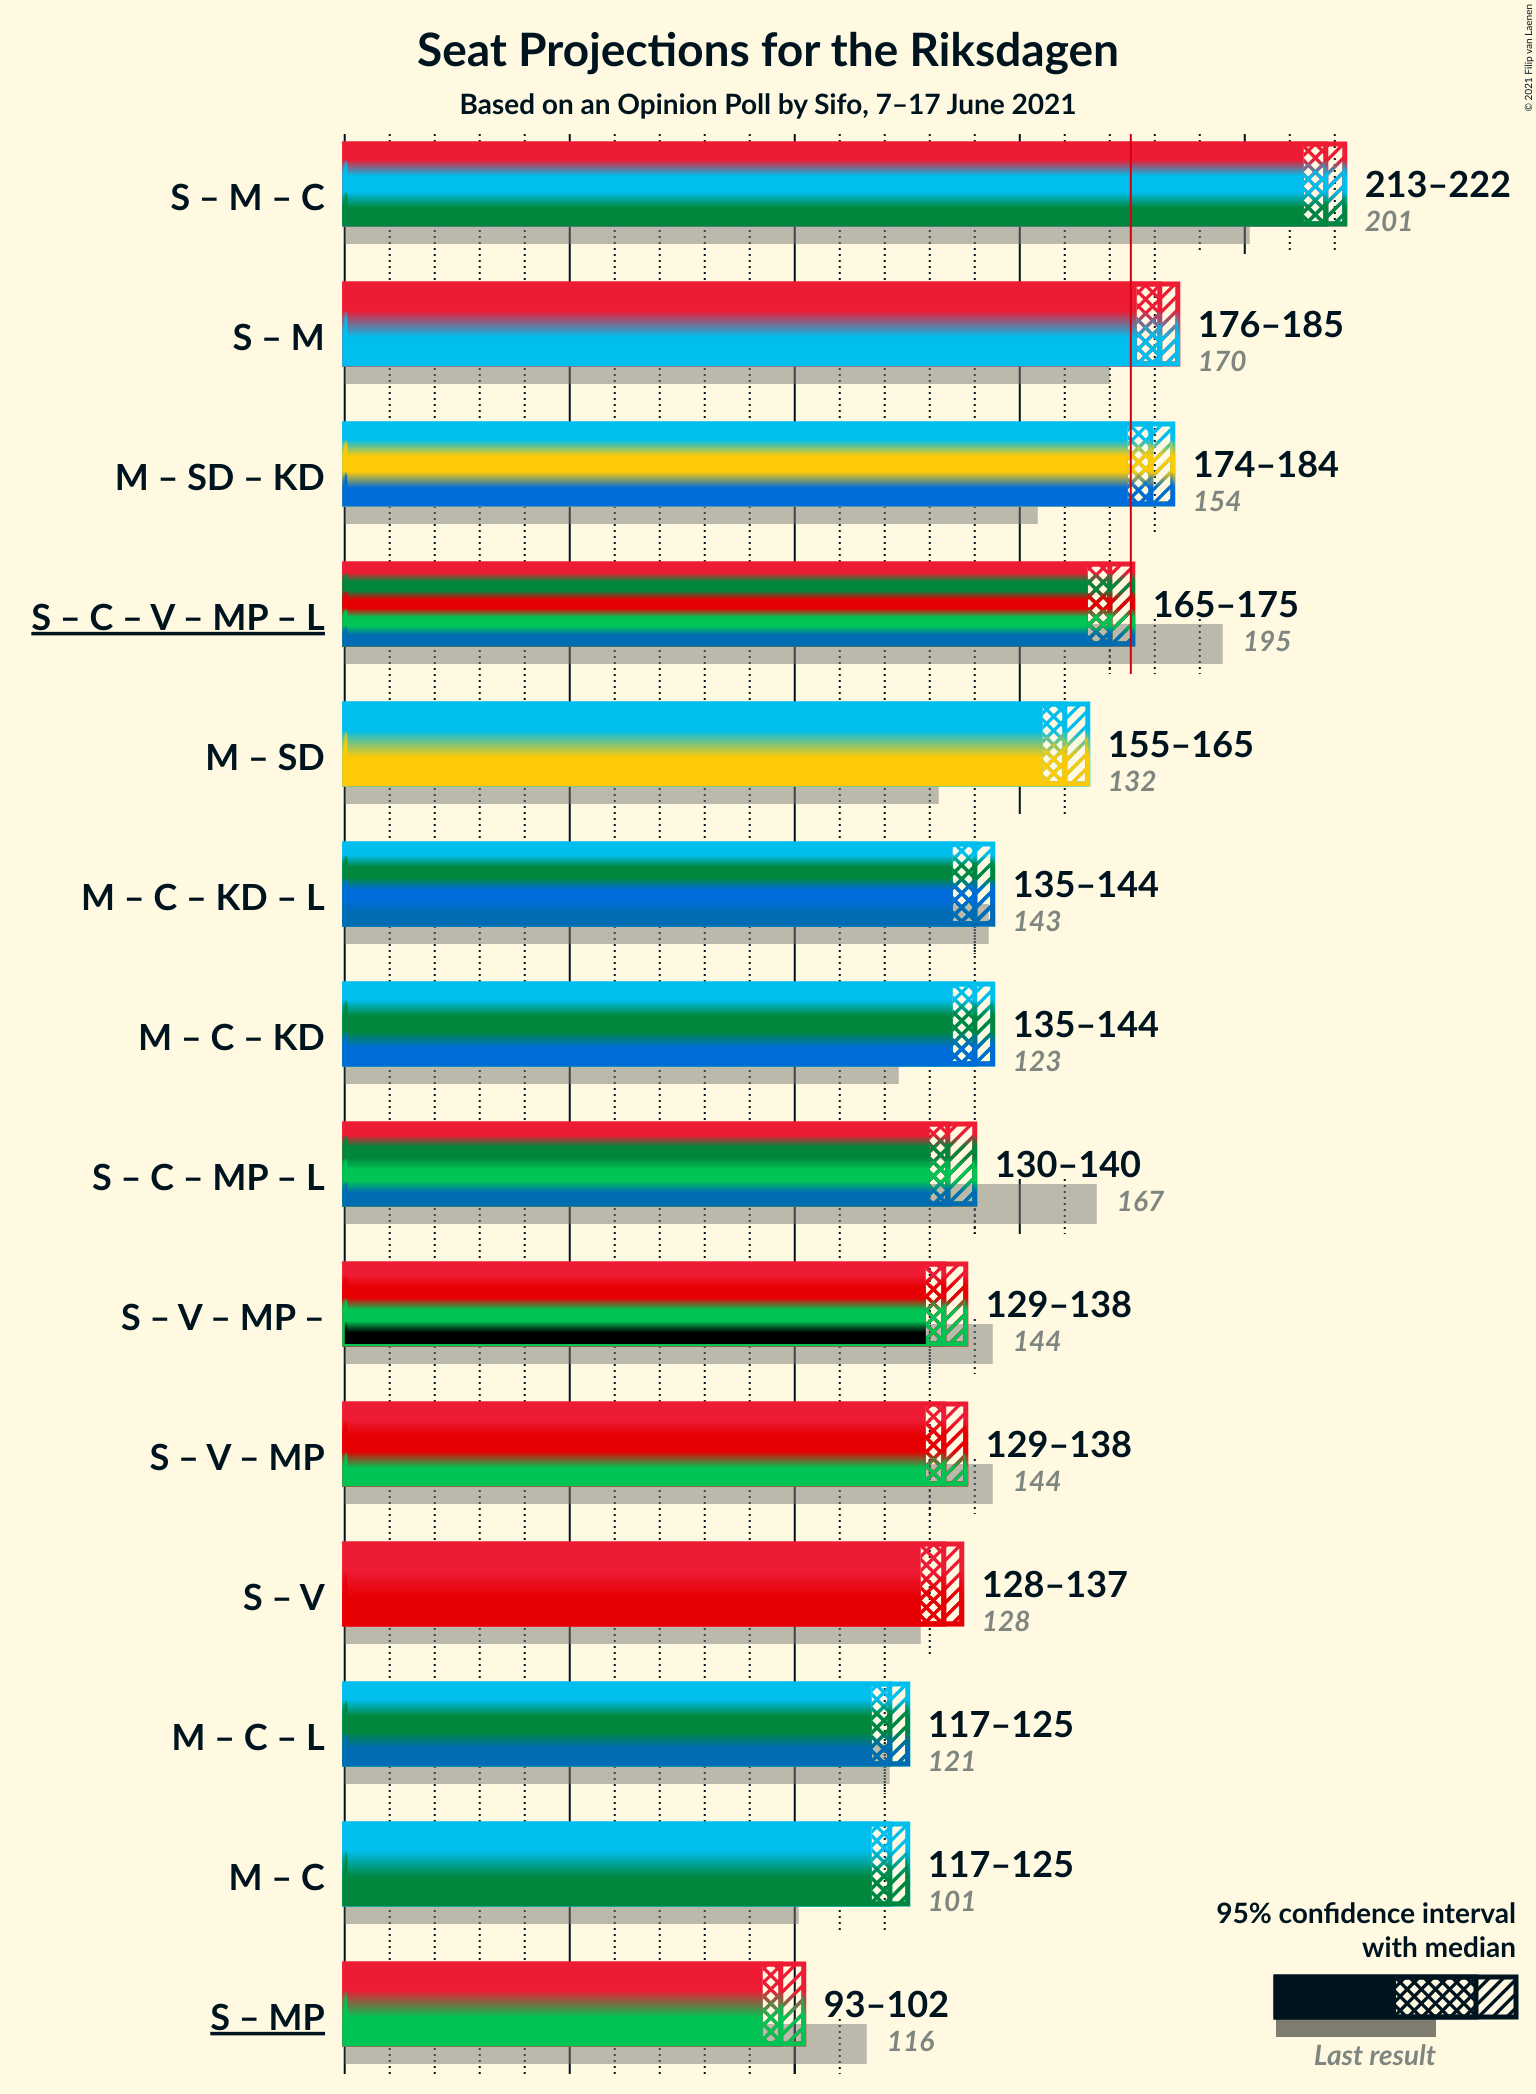 Seat Projections for the Riksdagen
Based on an Opinion Poll by Sifo, 7–17 June 2021
© 2021 Filip van Laenen
S – M – C
213–222
201
S – M
176–185
170
M – SD – KD
174–184
154
S – C – V – MP – L
165–175
195
M – SD
155–165
132
M – C – KD – L
135–144
143
M – C – KD
135–144
123
S – C – MP – L
130–140
167
S – V – MP –
129–138
144
S – V – MP
129–138
144
S – V
128–137
128
M – C – L
117–125
121
M – C
117–125
101
S – MP
93–102
116
95% confidence interval
with median
Last result